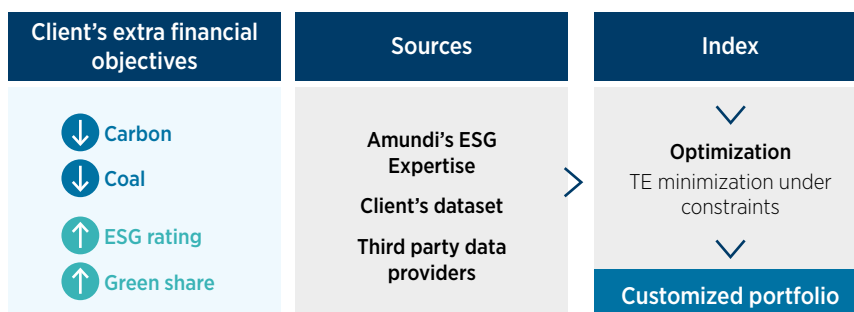 Client's extra financial
objectives
Carbon
Coal
ESG rating
Green share
Sources
Amundi's ESG
Expertise
Client's dataset
Third party data
providers
Index
Optimization
TE minimization under
constraints
Customized portfolio